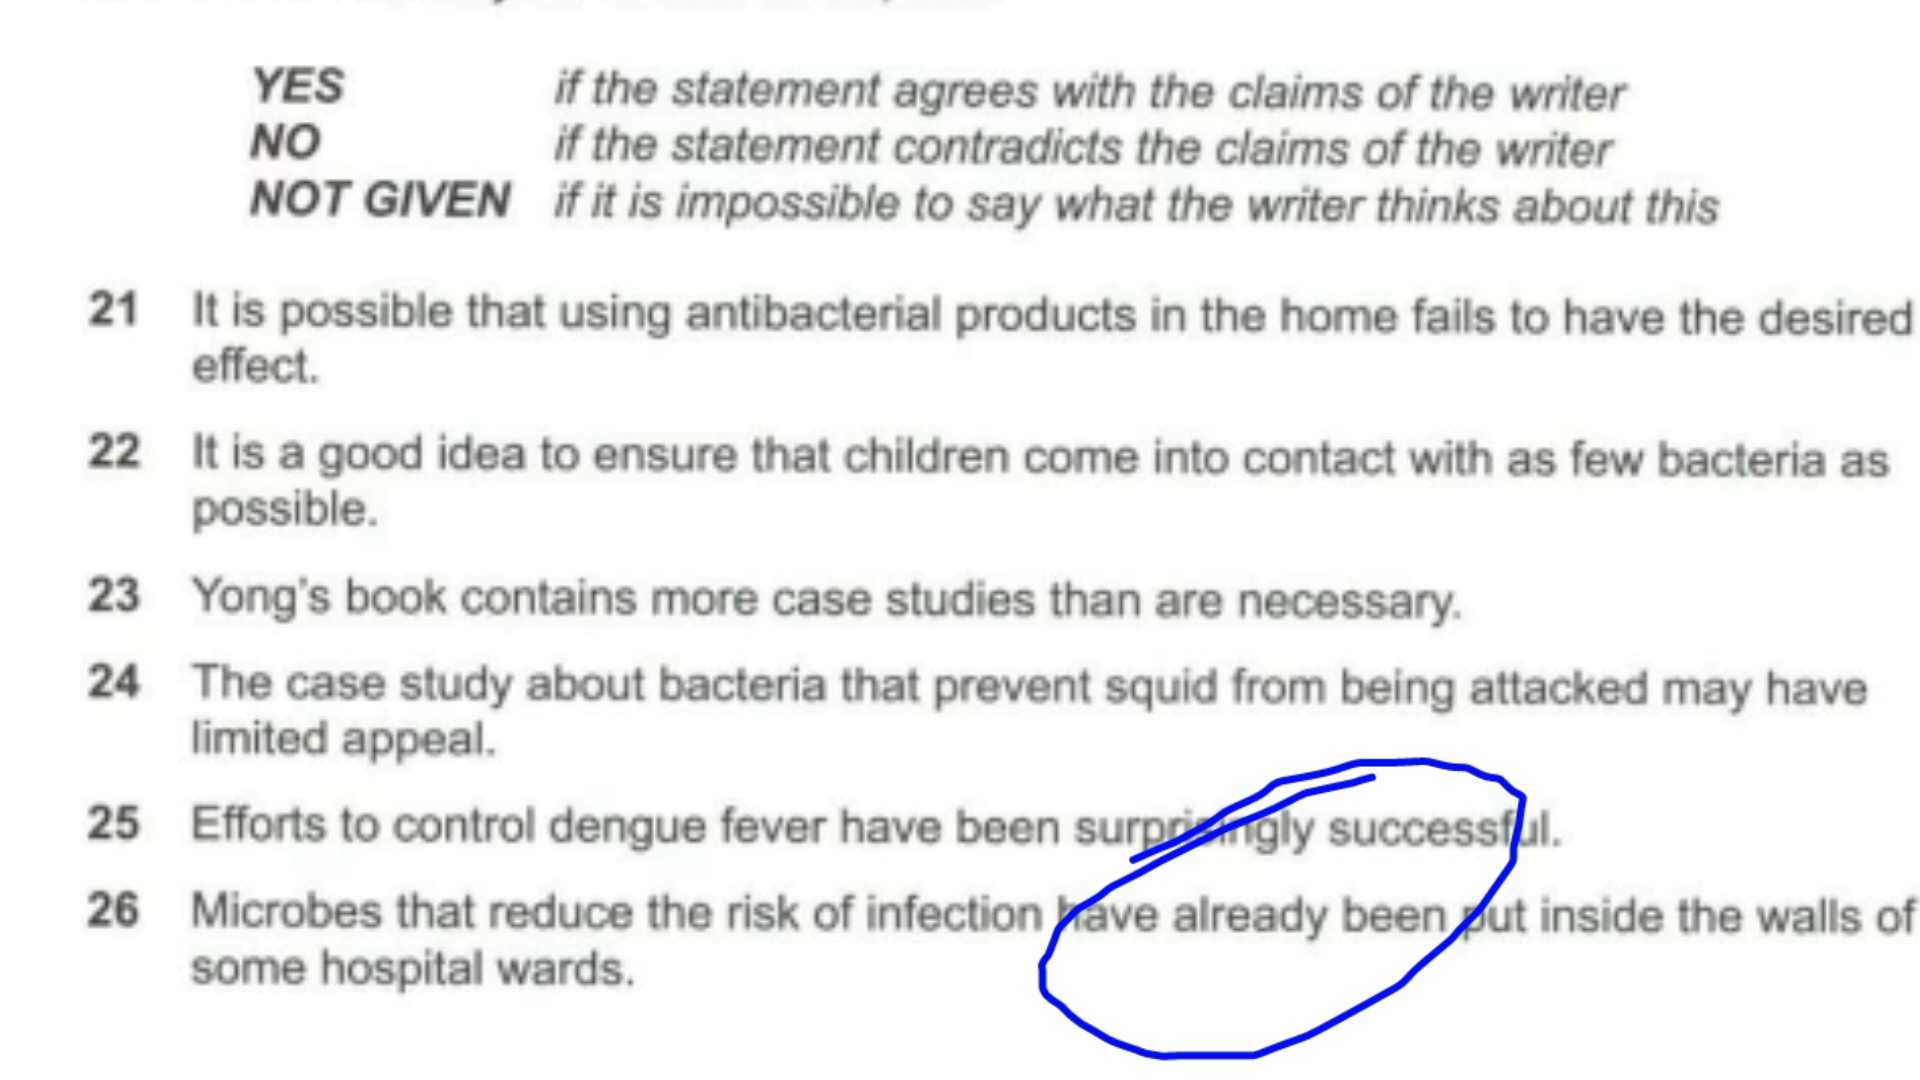 YES if the statement agrees with the claims of the writer
NO if the statement contradicts the claims of the writer
NOT GIVEN if it is impossible to say what the writer thinks about this
21 It is possible that using antibacterial products in the home fails to have the desired
effect.
22 It is a good idea to ensure that children come into contact with as few bacteria as
possible.
23 Yong's book contains more case studies than are necessary.
24 The case study about bacteria that prevent squid from being attacked may have
limited appeal.
25 Efforts to control dengue fever have been surprisingly successful.
26 Microbes that reduce the risk of infection have already been put inside the walls of
some hospital wards.